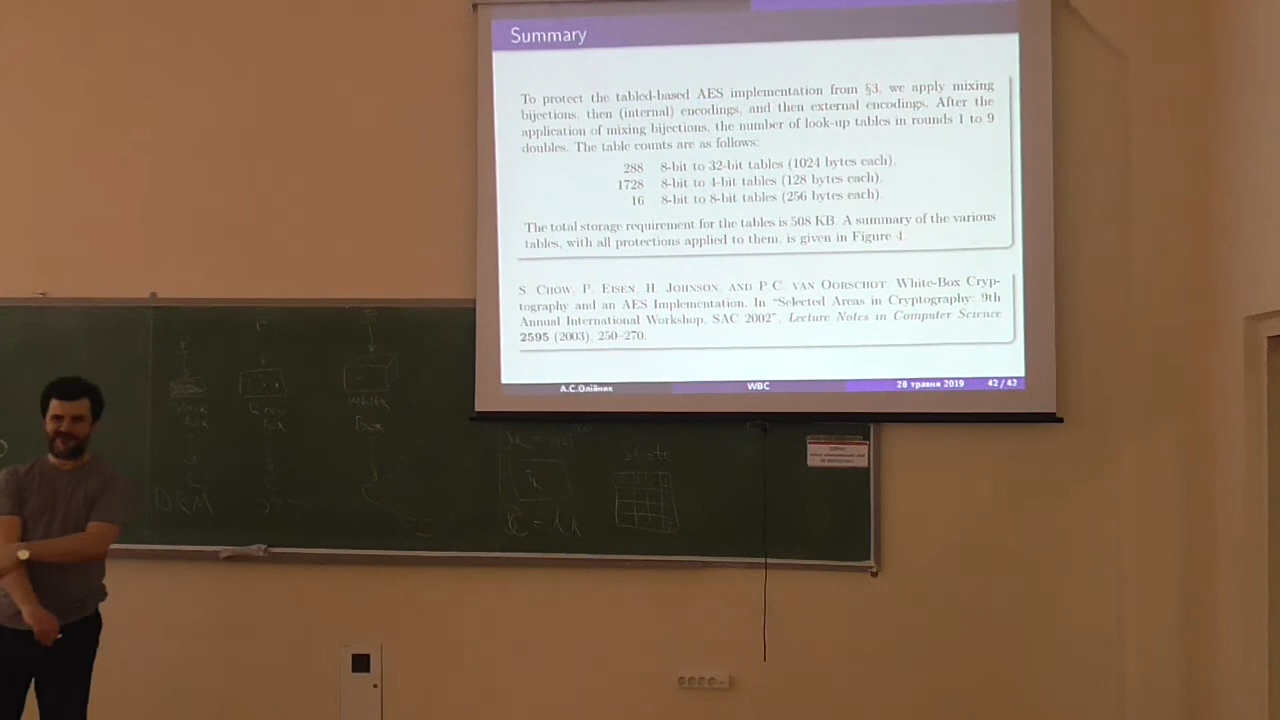 Summary
To protect the tabled-based AES implementation from §3, we apply mixing
bijections, then (internal) encodings, and then external encodings. After the
application of mixing bijections, the number of look-up tables in rounds 1 to 9
doubles. The table counts are as follows:
288 8-bit to 32-bit tables (1024 bytes each).
1728 8-bit to 4-bit tables (128 bytes each).
16 8-bit to 8-bit tables (256 bytes each).
The total storage requirement for the tables is 508 KB. A summary of the various
tables, with all protections applied to them, is given in Figure 4.
S. Chow, P. Eisen, H. Johnson, and P.C. van Oorschot. White-Box Cryp-
tography and an AES Implementation. In "Selected Areas in Cryptography: 9th
Annual International Workshop, SAC 2002", Lecture Notes in Computer Science
2595 (2003), 250–270.
А.С.Олійник WBC 28 травня 2019 42 / 42
White
Box
State
DRM